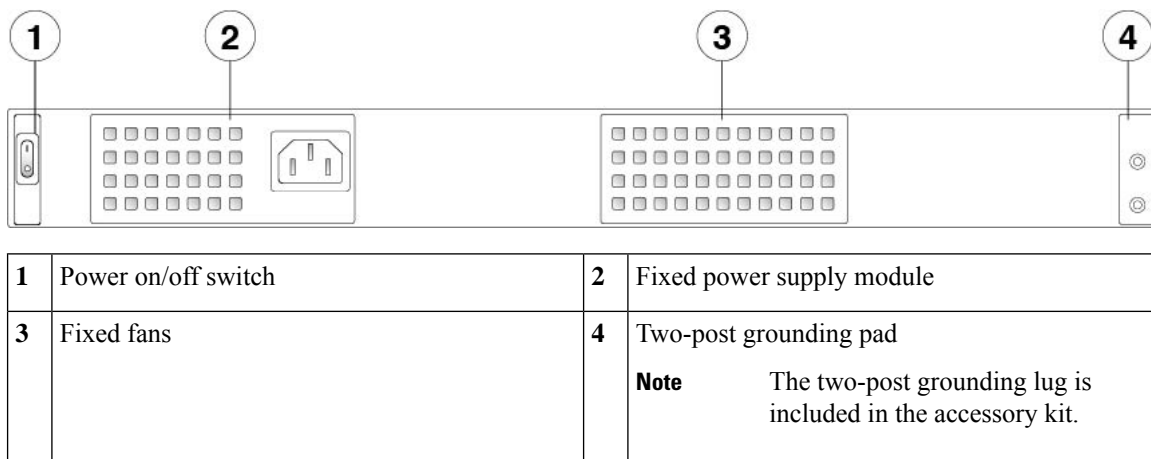 1 2 3 4
1 Power on/off switch 2 Fixed power supply module
3 Fixed fans 4 Two-post grounding pad
Note The two-post grounding lug is
included in the accessory kit.